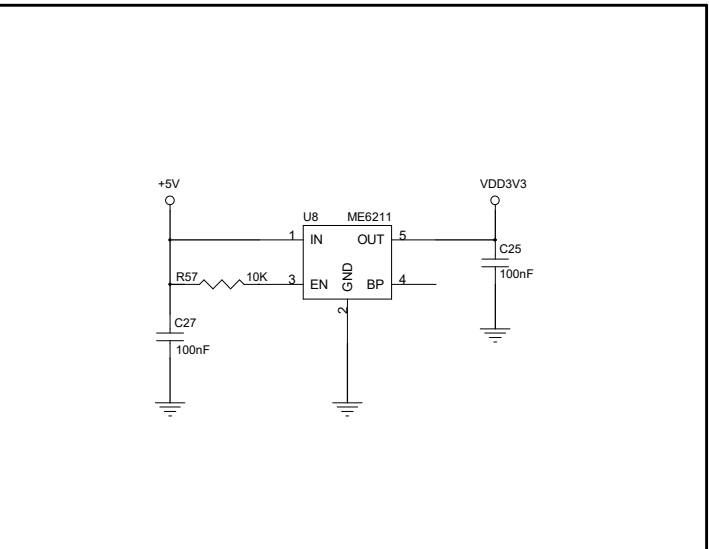 +5V
VDD3V3
U8 ME6211
1 IN OUT 5
C25
100nF
R57 10K 3 EN GND BP 4
2
C27
100nF